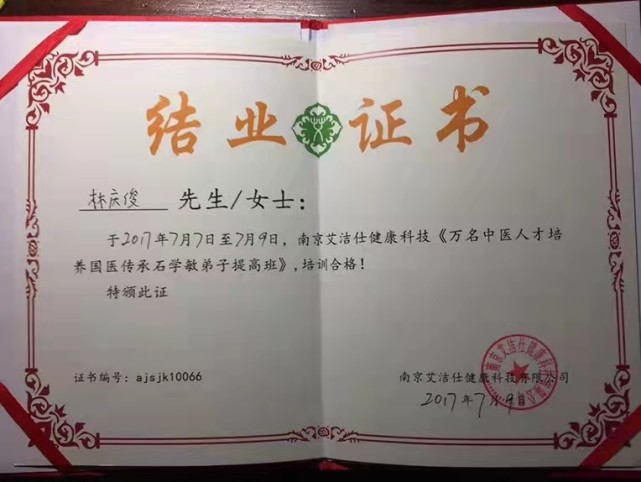 结业证书
林庆俊 先生/女士:
于2017年7月7日至7月9日,南京艾洁仕健康科技《万名中医人才培
养国医传承石学敏弟子提高班》,培训合格!
特颁此证
证书编号:ajsjk10066
南京艾洁仕健康科技有限公司
2017年7月9日